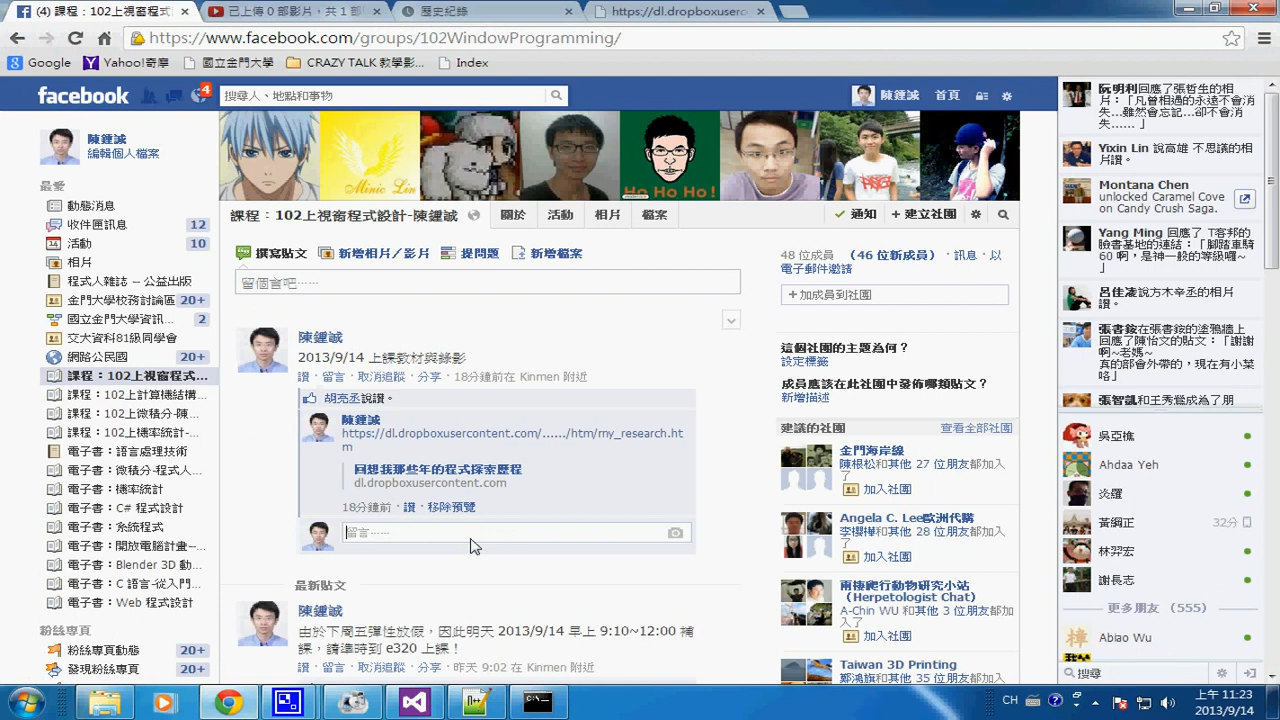 (4) 課程：102上視窗程式設
已上傳 0 部影片，共 1 部
歷史紀錄
https://dl.dropboxuserco
https://www.facebook.com/groups/102WindowProgramming/
Google
Yahoo!奇摩
國立金門大學
CRAZY TALK 教學影...
Index
facebook
4
搜尋人、地點和事物
陳鍾誠
首頁
陳鍾誠
編輯個人檔案
最愛
動態消息
收件匣訊息 12
活動 10
相片
程式人雜誌 -- 公益出版
金門大學校務討論區 20+
國立金門大學資訊... 2
交大資科81級同學會
網路公民國 20+
課程：102上視窗程式...
課程：102上計算機結構...
課程：102上微積分-陳...
課程：102上機率統計-...
電子書：語言處理技術
電子書：微積分-程式人...
電子書：機率統計
電子書：C# 程式設計
電子書：系統程式
電子書：開放電腦計畫--...
電子書：Blender 3D 動...
電子書：C 語言-從入門...
電子書：Web 程式設計
粉絲專頁
粉絲專頁動態 20+
發現粉絲專頁 20+
Minic Lin
Ho Ho Ho!
課程：102上視窗程式設計-陳鍾誠
關於
活動
相片
檔案
通知
建立社團
撰寫貼文
新增相片／影片
提問題
新增檔案
留個言吧……
陳鍾誠
2013/9/14 上課教材與錄影
讚 · 留言 · 取消追蹤 · 分享 · 18分鐘前在 Kinmen 附近
胡亮丞說讚。
陳鍾誠
https://dl.dropboxusercontent.com/....../htm/my_research.ht
m
回想我那些年的程式探索歷程
dl.dropboxusercontent.com
18分鐘前 · 讚 · 移除預覽
留言……
最新貼文
陳鍾誠
由於下周五彈性放假，因此明天 2013/9/14 早上 9:10~12:00 補
課，請準時到 e320 上課！
讚 · 留言 · 取消追蹤 · 分享 · 昨天 9:02 在 Kinmen 附近
48 位成員 （46 位新成員） · 訊息 · 以
電子郵件邀請
+加成員到社團
這個社團的主題為何？
設定標籤
成員應該在此社團中發佈哪類貼文？
新增描述
建議的社團
查看全部社團
金門海岸線
陳根松和其他 27 位朋友都加入
了
加入社團
Angela C. Lee歐洲代購
李櫻樺和其他 28 位朋友都加入
了
加入社團
兩棲爬行動物研究小站
（Herpetologist Chat）
A-Chin WU 和其他 3 位朋友都加
入了
加入社團
Taiwan 3D Printing
鄭鴻旗和其他 35 位朋友都加入
阮明利回應了張哲生的相
片：「凡曾相遇的永遠不會消
失...雖然會忘記...卻不會消
失......」
Yixin Lin 說高雄 不思議的相
片讚。
Montana Chen
unlocked Caramel Cove
on Candy Crush Saga.
Yang Ming 回應了 T客邦的
」
呂佳蓤說方木辛丞的相片
讚。
張書銨在張書銨的塗鴉牆上
回應了陳怡文的貼文：「謝謝
啊~老媽~
真的部會外帶的，現在有小菜
咯」
張智凱和王秀鑑成為了朋
吳亞樵
Ahdaa Yeh
炎羅
黃鋼正 32分
林羿宏
謝長志
更多朋友 （555）
Abiao Wu
搜尋
CH
上午 11:23
2013/9/14